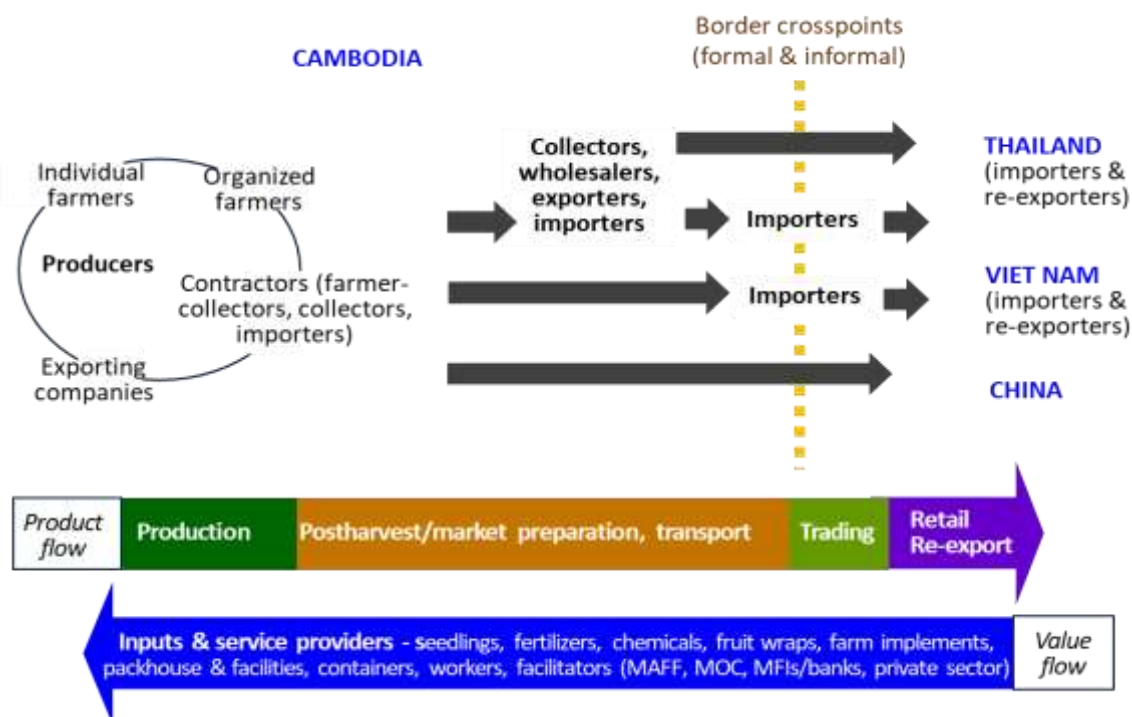 CAMBODIA
Border crosspoints
(formal & informal)
Individual
farmers
Organized
farmers
Producers
Contractors (farmer-
collectors, collectors,
importers)
Exporting
companies
Collectors,
wholesalers,
exporters,
importers
Importers
Importers
THAILAND
(importers &
re-exporters)
VIET NAM
(importers &
re-exporters)
CHINA
Product
flow
Production
Postharvest/market preparation, transport
Trading
Retail
Re-export
Inputs & service providers - seedlings, fertilizers, chemicals, fruit wraps, farm implements,
packhouse & facilities, containers, workers, facilitators (MAFF, MOC, MFIs/banks, private sector)
Value
flow